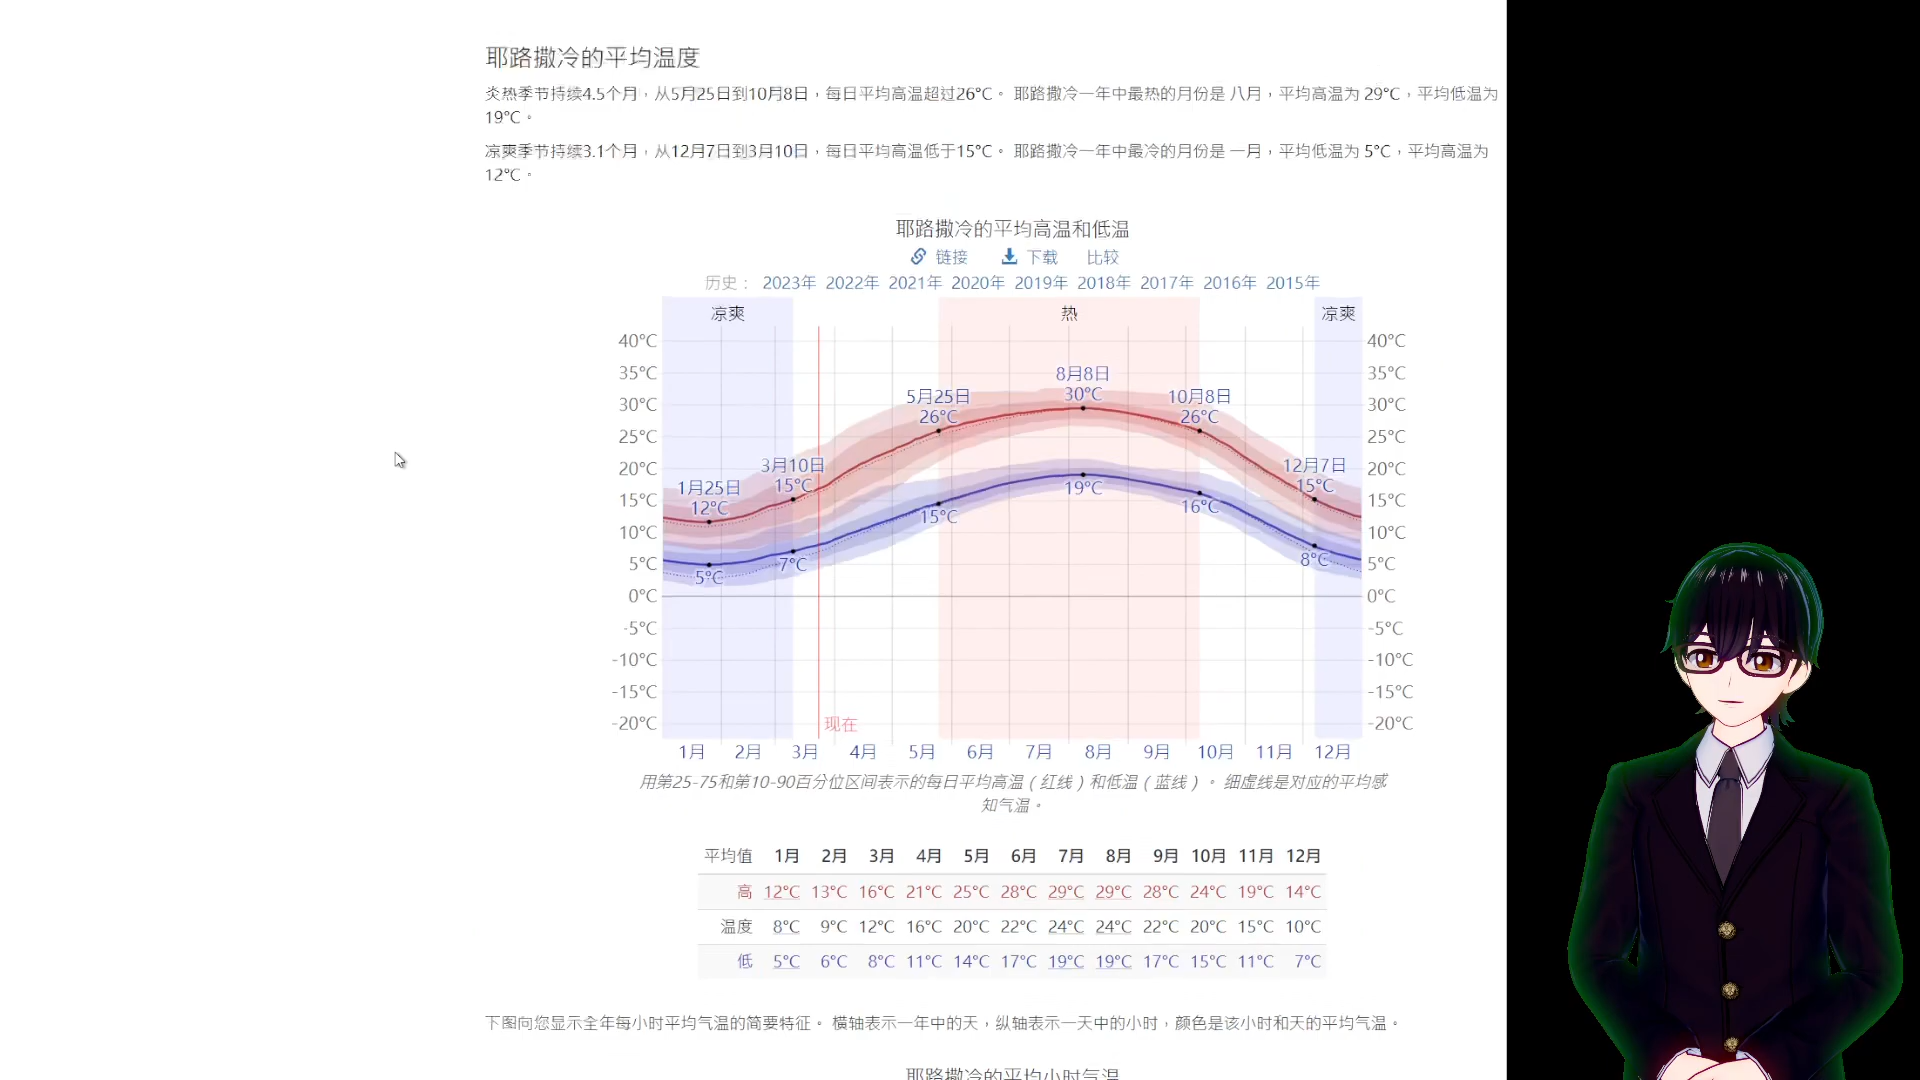 耶路撒冷的平均温度
炎热季节持续4.5个月，从5月25日到10月8日，每日平均高温超过26°C。 耶路撒冷一年中最热的月份是 八月，平均高温为 29°C，平均低温为
19°C。
凉爽季节持续3.1个月，从12月7日到3月10日，每日平均高温低于15°C。 耶路撒冷一年中最冷的月份是 一月，平均低温为 5°C，平均高温为
12°C。
耶路撒冷的平均高温和低温
链接 下载 比较
历史： 2023年 2022年 2021年 2020年 2019年 2018年 2017年 2016年 2015年
凉爽 热 凉爽
40°C 40°C
35°C 35°C
8月8日
30°C
30°C 30°C
5月25日
26°C
10月8日
26°C
25°C 25°C
20°C 20°C
3月10日
15°C
12月7日
15°C
1月25日
12°C
19°C
15°C 15°C
16°C
15°C
10°C 10°C
5°C 5°C
7°C
8°C
5°C
0°C 0°C
-5°C -5°C
-10°C -10°C
-15°C -15°C
-20°C 现在 -20°C
1月 2月 3月 4月 5月 6月 7月 8月 9月 10月 11月 12月
用第25-75和第10-90百分位区间表示的每日平均高温（红线）和低温（蓝线）。 细虚线是对应的平均感
知气温。
平均值 1月 2月 3月 4月 5月 6月 7月 8月 9月 10月 11月 12月
高 12°C 13°C 16°C 21°C 25°C 28°C 29°C 29°C 28°C 24°C 19°C 14°C
温度 8°C 9°C 12°C 16°C 20°C 22°C 24°C 24°C 22°C 20°C 15°C 10°C
低 5°C 6°C 8°C 11°C 14°C 17°C 19°C 19°C 17°C 15°C 11°C 7°C
下图向您显示全年每小时平均气温的简要特征。 横轴表示一年中的天，纵轴表示一天中的小时，颜色是该小时和天的平均气温。
耶路撒冷的平均小时气温